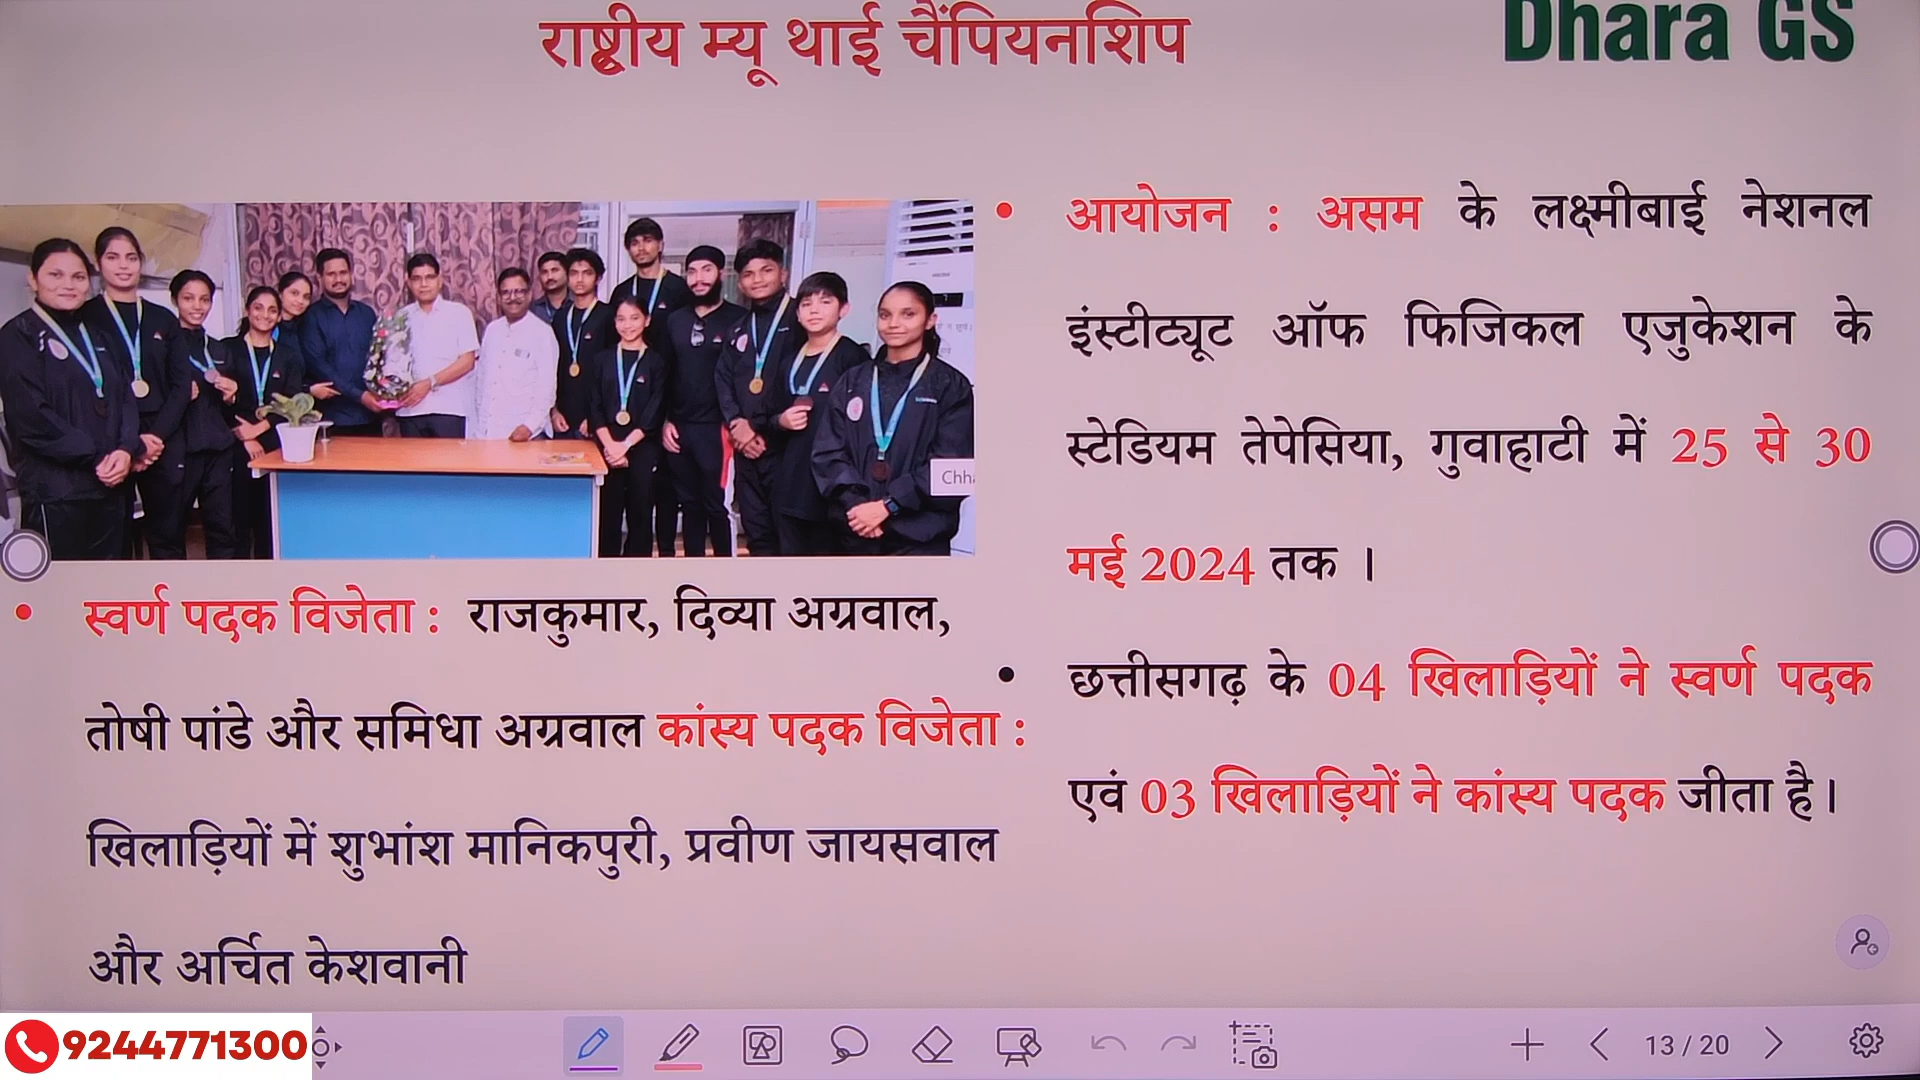 राष्ट्रीय म्यू थाई चैंपियनशिप
Dhara GS
Chh
स्वर्ण पदक विजेता : राजकुमार, दिव्या अग्रवाल,
तोषी पांडे और समिधा अग्रवाल कांस्य पदक विजेता :
खिलाड़ियों में शुभांश मानिकपुरी, प्रवीण जायसवाल
और अर्चित केशवानी
आयोजन : असम के लक्ष्मीबाई नेशनल
इंस्टीट्यूट ऑफ फिजिकल एजुकेशन के
स्टेडियम तेपेसिया, गुवाहाटी में 25 से 30
मई 2024 तक ।
छत्तीसगढ़ के 04 खिलाड़ियों ने स्वर्ण पदक
एवं 03 खिलाड़ियों ने कांस्य पदक जीता है।
9244771300
13 / 20